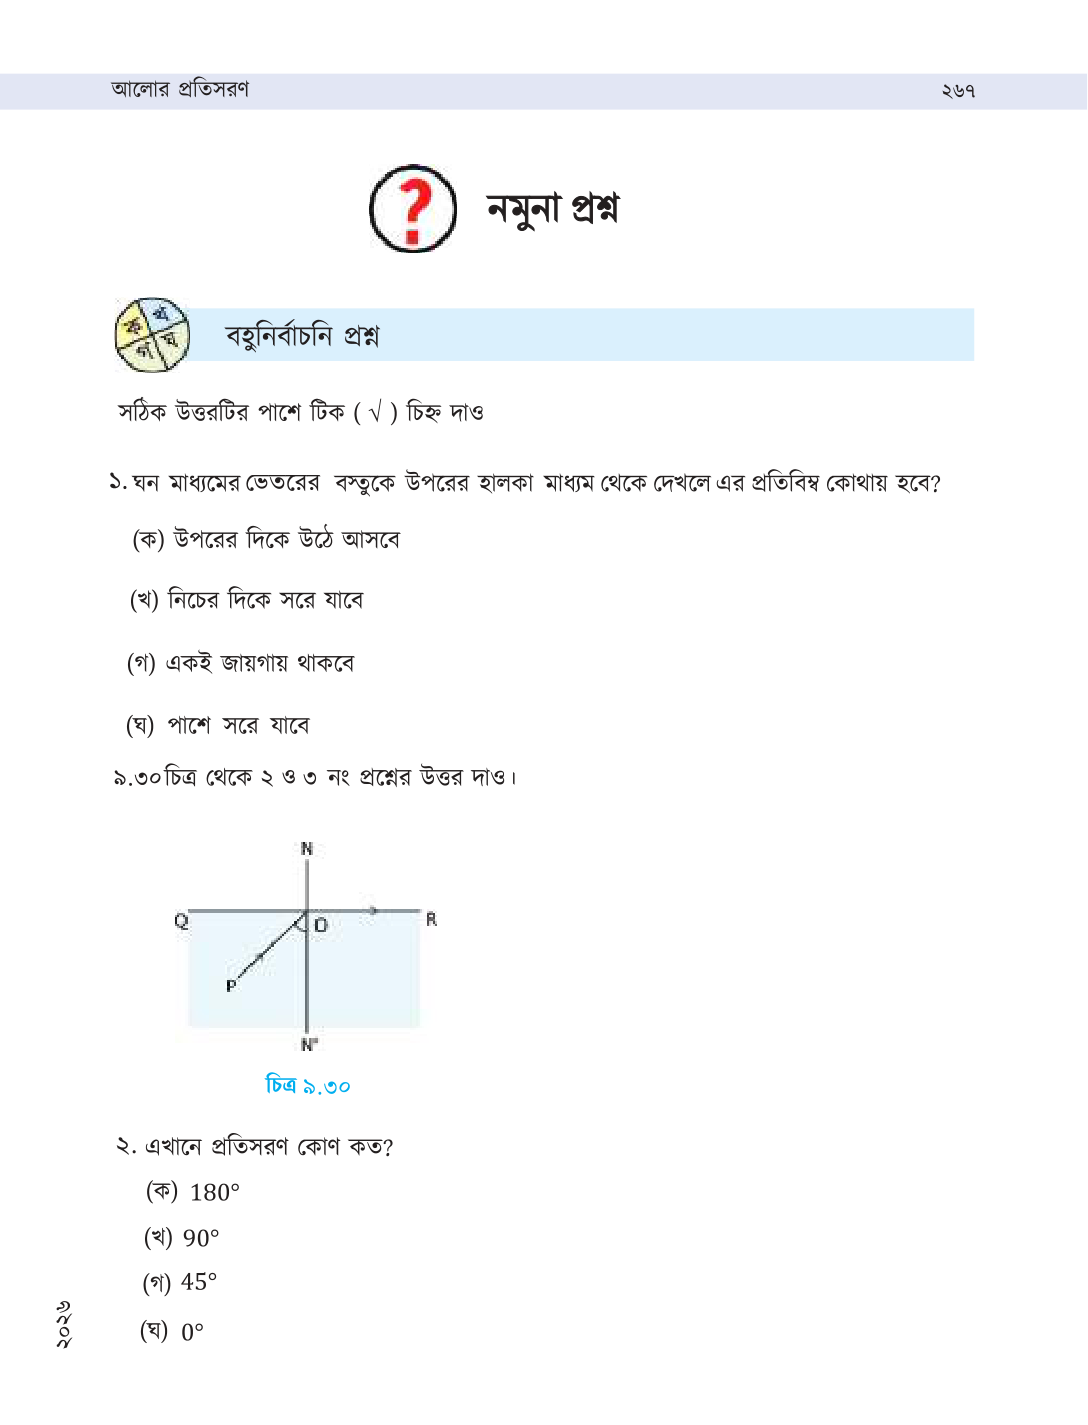 আলোর প্রতিসরণ ২৬৭
?
নমুনা প্রশ্ন
ক খ গ ঘ
বহুনির্বাচনি প্রশ্ন
সঠিক উত্তরটির পাশে টিক ( √ ) চিহ্ন দাও
১. ঘন মাধ্যমের ভেতরের বস্তুকে উপরের হালকা মাধ্যম থেকে দেখলে এর প্রতিবিম্ব কোথায় হবে?
(ক) উপরের দিকে উঠে আসবে
(খ) নিচের দিকে সরে যাবে
(গ) একই জায়গায় থাকবে
(ঘ) পাশে সরে যাবে
৯.৩০ চিত্র থেকে ২ ও ৩ নং প্রশ্নের উত্তর দাও।
N
Q O R
P
N'
চিত্র ৯.৩০
২. এখানে প্রতিসরণ কোণ কত?
(ক) 180°
(খ) 90°
(গ) 45°
(ঘ) 0°
২০২৬